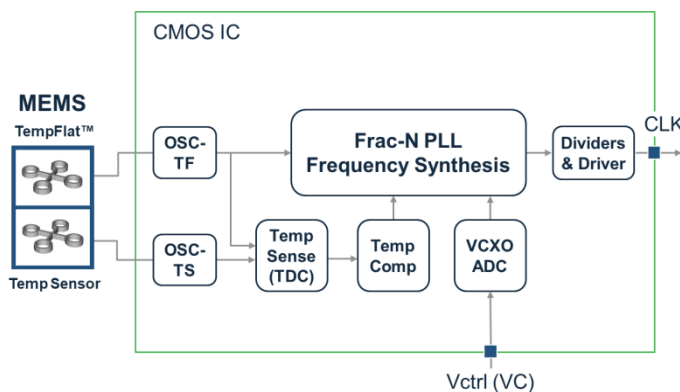 CMOS IC
MEMS
TempFlat™
OSC-
TF
Frac-N PLL
Frequency Synthesis
Dividers
& Driver
CLK
Temp Sensor
OSC-
TS
Temp
Sense
(TDC)
Temp
Comp
VCXO
ADC
Vctrl (VC)